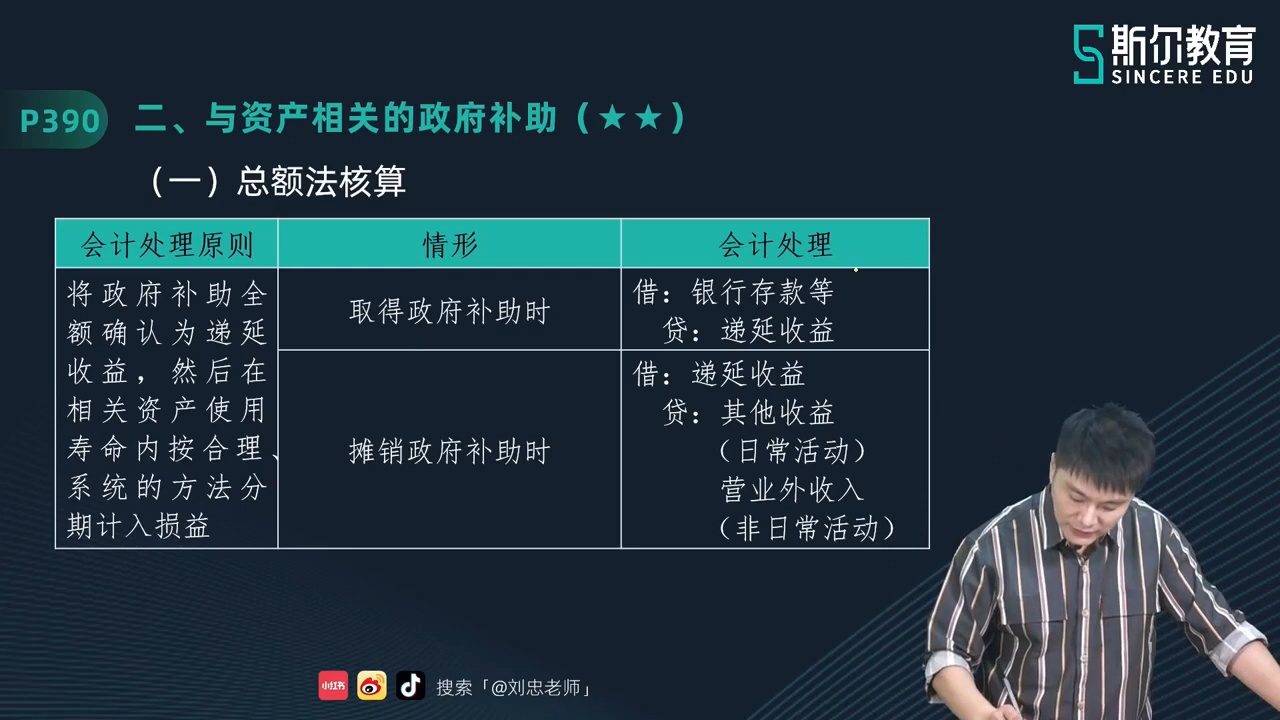 斯尔教育
SINCERE EDU
P390
二、与资产相关的政府补助（★★）
（一）总额法核算
会计处理原则
情形
会计处理
将政府补助全
额确认为递延
收益，然后在
相关资产使用
寿命内按合理、
系统的方法分
期计入损益
取得政府补助时
借：银行存款等
贷：递延收益
摊销政府补助时
借：递延收益
贷：其他收益
（日常活动）
营业外收入
（非日常活动）
小红书
搜索「@刘忠老师」